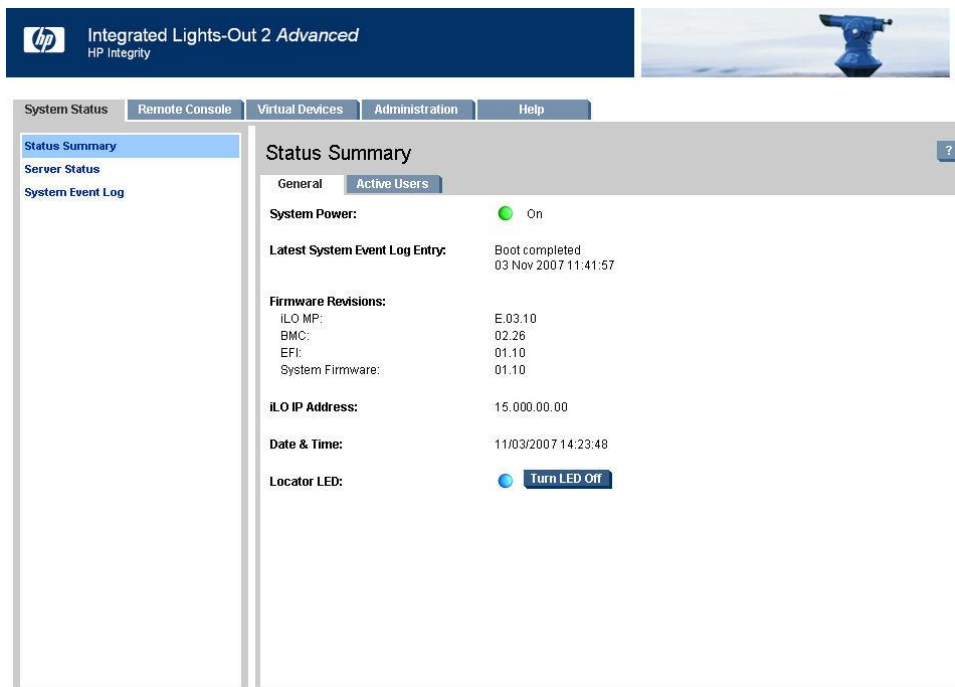 hp
Integrated Lights-Out 2 Advanced
HP Integrity
System Status
Remote Console
Virtual Devices
Administration
Help
Status Summary
Server Status
System Event Log
Status Summary
?
General
Active Users
System Power:
On
Latest System Event Log Entry:
Boot completed
03 Nov 2007 11:41:57
Firmware Revisions:
iLO MP:
E.03.10
BMC:
02.26
EFI:
01.10
System Firmware:
01.10
iLO IP Address:
15.000.00.00
Date & Time:
11/03/2007 14:23:48
Locator LED:
Turn LED Off